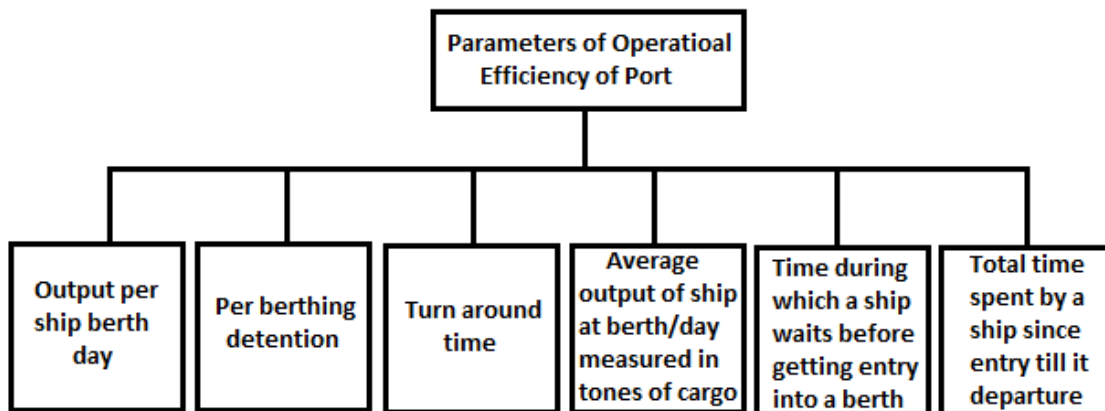 Parameters of Operatioal
Efficiency of Port
Output per
ship berth
day
Per berthing
detention
Turn around
time
Average
output of ship
at berth/day
measured in
tones of cargo
Time during
which a ship
waits before
getting entry
into a berth
Total time
spent by a
ship since
entry till it
departure